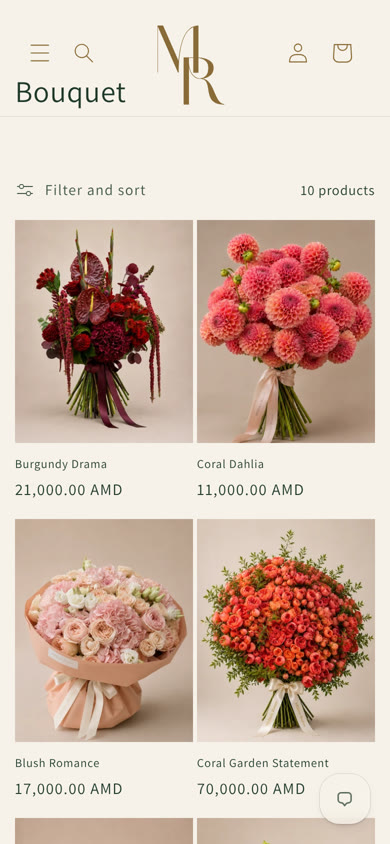 MR
Bouquet
Filter and sort
10 products
Burgundy Drama
21,000.00 AMD
Coral Dahlia
11,000.00 AMD
Blush Romance
17,000.00 AMD
Coral Garden Statement
70,000.00 AMD